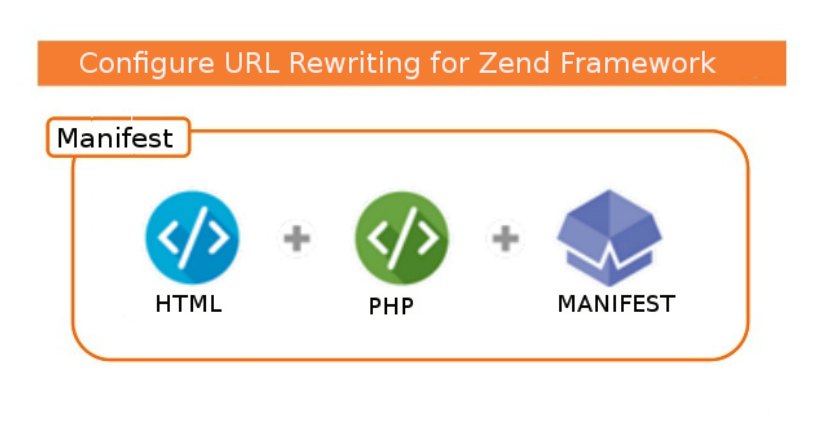 Configure URL Rewriting for Zend Framework
Manifest
HTML
PHP
MANIFEST